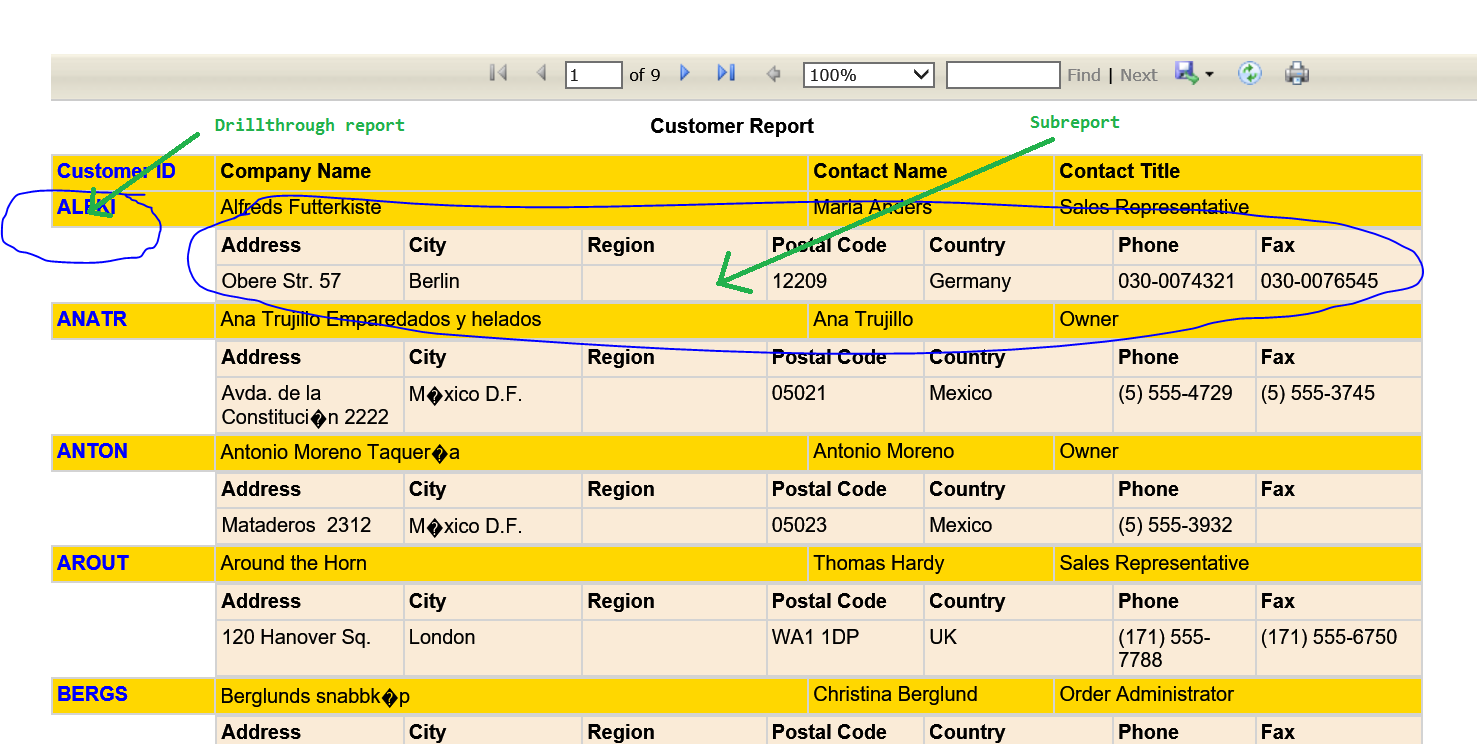 1 of 9 100% Find | Next
Drillthrough report Customer Report Subreport
Customer ID Company Name Contact Name Contact Title
ALFKI Alfreds Futterkiste Maria Anders Sales Representative
Address City Region Postal Code Country Phone Fax
Obere Str. 57 Berlin 12209 Germany 030-0074321 030-0076545
ANATR Ana Trujillo Emparedados y helados Ana Trujillo Owner
Address City Region Postal Code Country Phone Fax
Avda. de la M�xico D.F. 05021 Mexico (5) 555-4729 (5) 555-3745
Constituci�n 2222
ANTON Antonio Moreno Taquer�a Antonio Moreno Owner
Address City Region Postal Code Country Phone Fax
Mataderos 2312 M�xico D.F. 05023 Mexico (5) 555-3932
AROUT Around the Horn Thomas Hardy Sales Representative
Address City Region Postal Code Country Phone Fax
120 Hanover Sq. London WA1 1DP UK (171) 555- (171) 555-6750
7788
BERGS Berglunds snabbk�p Christina Berglund Order Administrator
Address City Region Postal Code Country Phone Fax